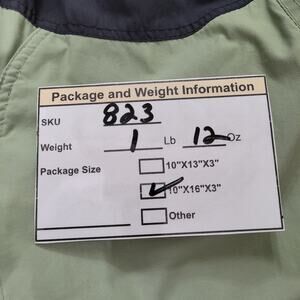 Package and Weight Information
SKU 823
Weight 1 Lb 12 Oz
Package Size 10"X13"X3"
10"X16"X3"
Other